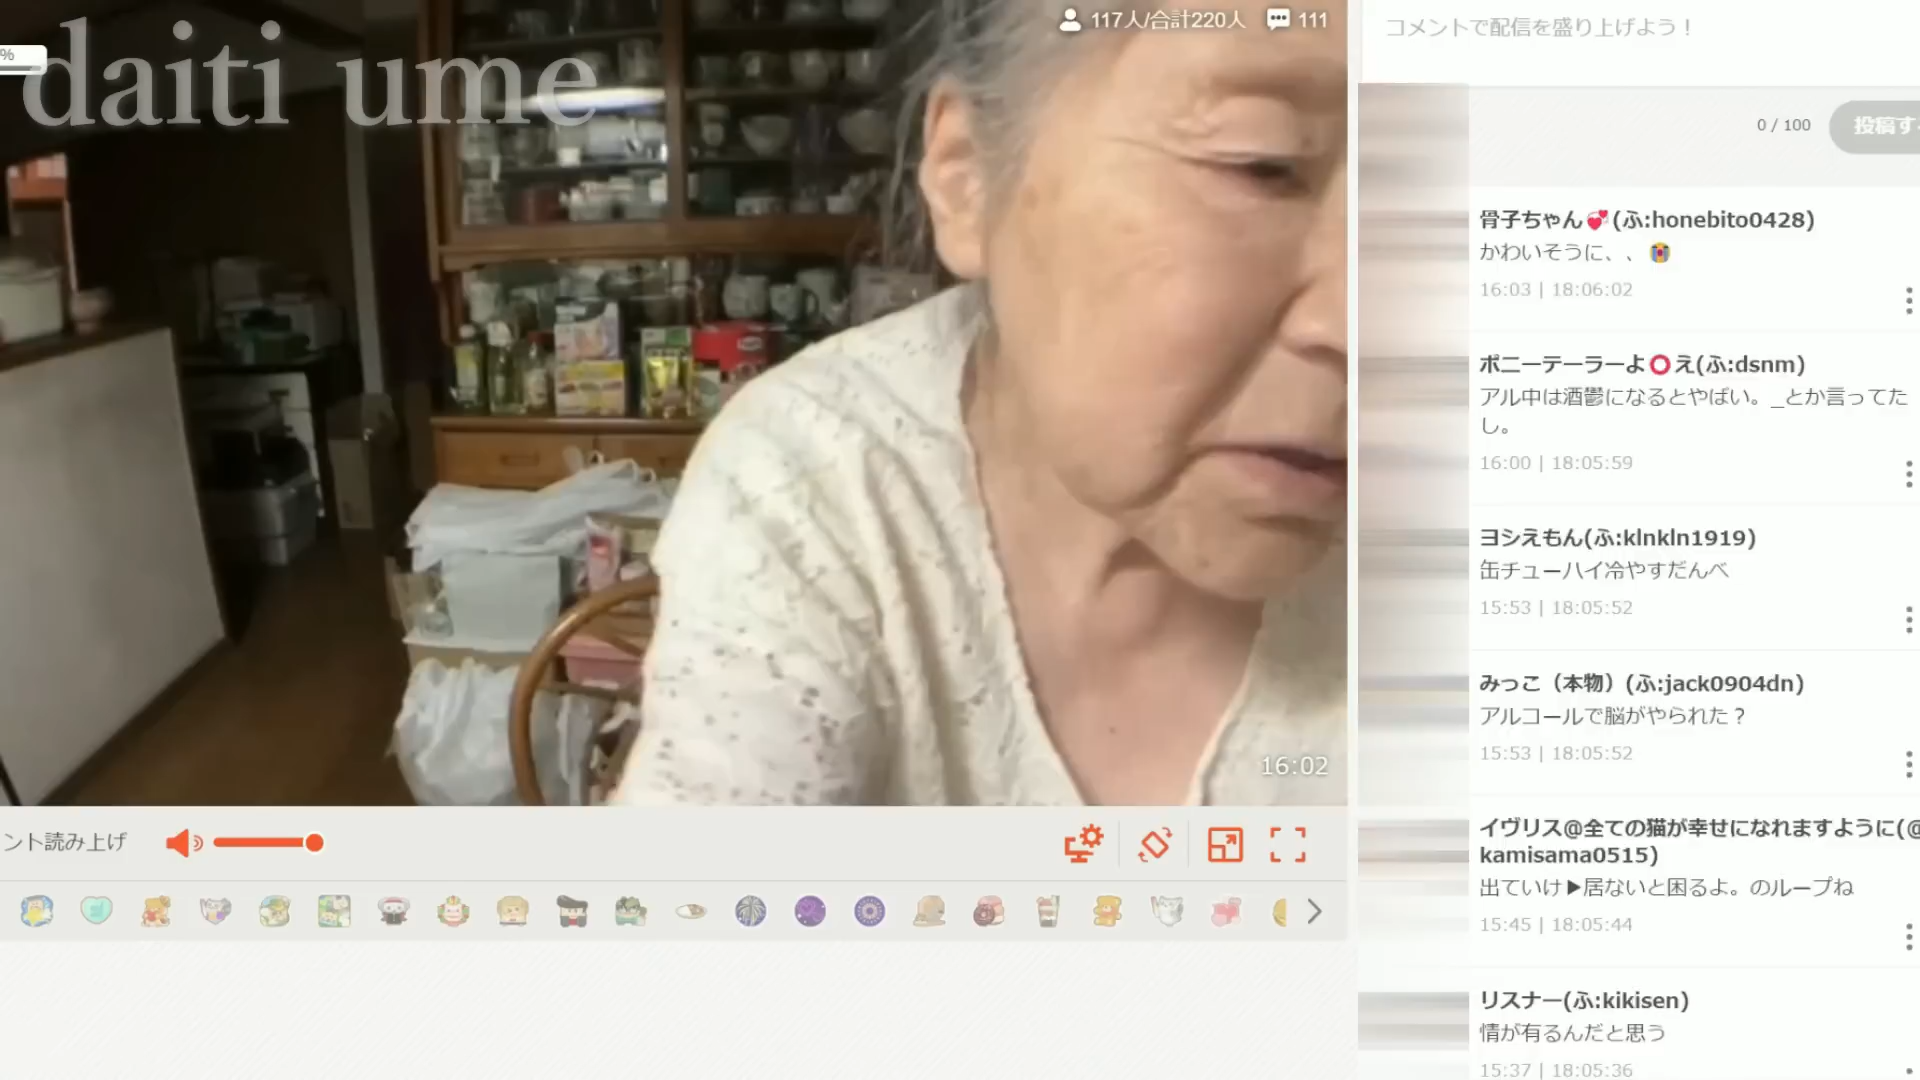 %
daiti ume
117人/合計220人
111
16:02
ント読み上げ
コメントで配信を盛り上げよう！
0 / 100
投稿す
骨子ちゃん💞(ふ:honebito0428)
かわいそうに、、😭
16:03 | 18:06:02
ポニーテーラーよ⭕え(ふ:dsnm)
アル中は酒鬱になるとやばい。_とか言ってた
し。
16:00 | 18:05:59
ヨシえもん(ふ:klnkln1919)
缶チューハイ冷やすだんべ
15:53 | 18:05:52
みっこ（本物）(ふ:jack0904dn)
アルコールで脳がやられた？
15:53 | 18:05:52
イヴリス@全ての猫が幸せになれますように(@
kamisama0515)
出ていけ▶居ないと困るよ。のループね
15:45 | 18:05:44
リスナー(ふ:kikisen)
情が有るんだと思う
15:37 | 18:05:36